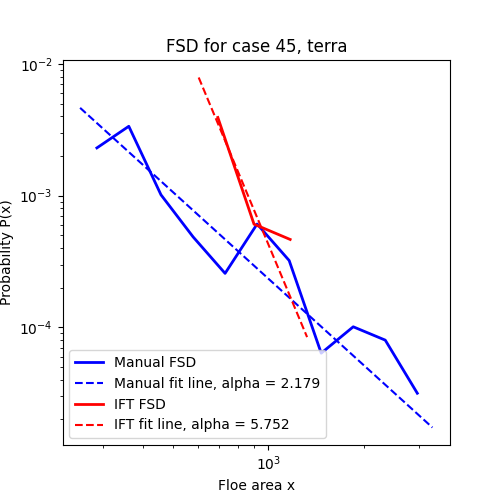 FSD for case 45, terra
Probability P(x)
10⁻²
10⁻³
10⁻⁴
Manual FSD
Manual fit line, alpha = 2.179
IFT FSD
IFT fit line, alpha = 5.752
10³
Floe area x